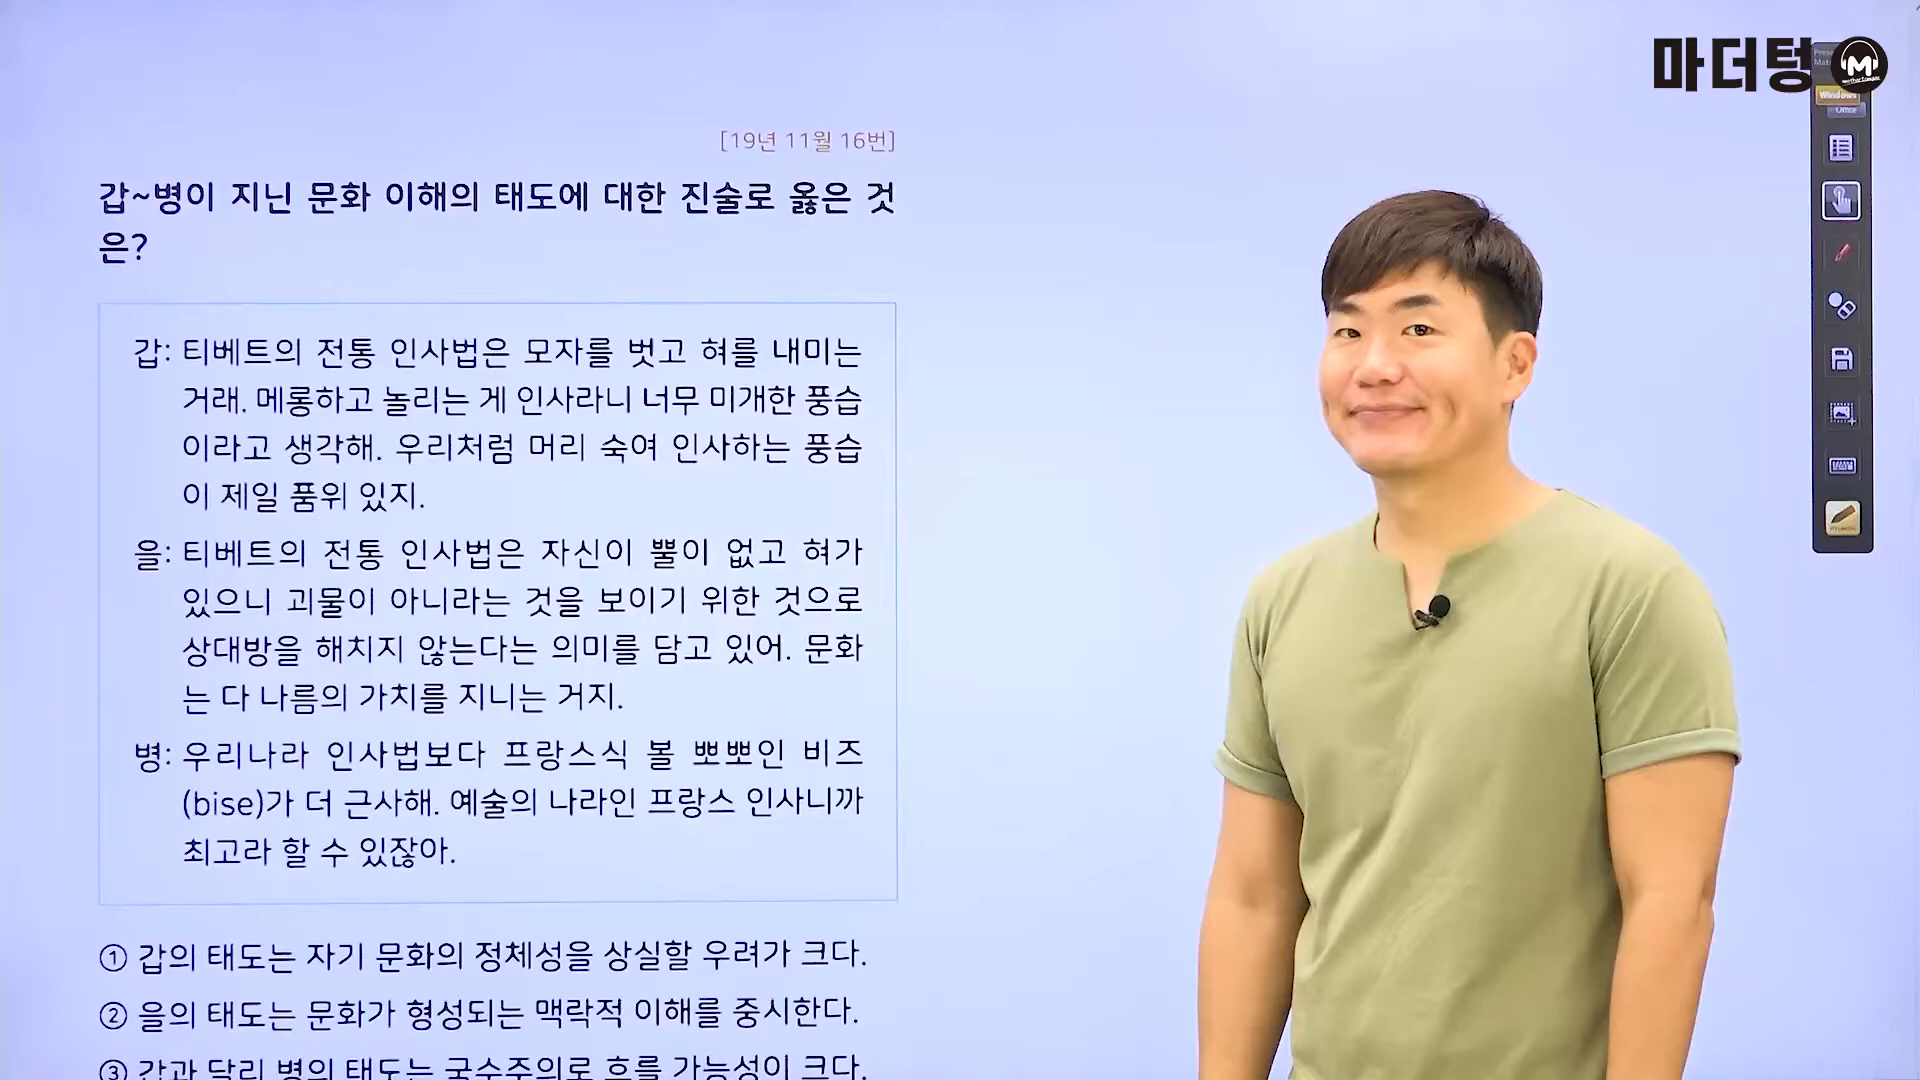 마더텅
[19년 11월 16번]
갑~병이 지닌 문화 이해의 태도에 대한 진술로 옳은 것
은?
갑: 티베트의 전통 인사법은 모자를 벗고 혀를 내미는
거래. 메롱하고 놀리는 게 인사라니 너무 미개한 풍습
이라고 생각해. 우리처럼 머리 숙여 인사하는 풍습
이 제일 품위 있지.
을: 티베트의 전통 인사법은 자신이 뿔이 없고 혀가
있으니 괴물이 아니라는 것을 보이기 위한 것으로
상대방을 해치지 않는다는 의미를 담고 있어. 문화
는 다 나름의 가치를 지니는 거지.
병: 우리나라 인사법보다 프랑스식 볼 뽀뽀인 비즈
(bise)가 더 근사해. 예술의 나라인 프랑스 인사니까
최고라 할 수 있잖아.
① 갑의 태도는 자기 문화의 정체성을 상실할 우려가 크다.
② 을의 태도는 문화가 형성되는 맥락적 이해를 중시한다.
③ 갑과 달리 병의 태도는 국수주의로 흐를 가능성이 크다.
M
Windows
Office